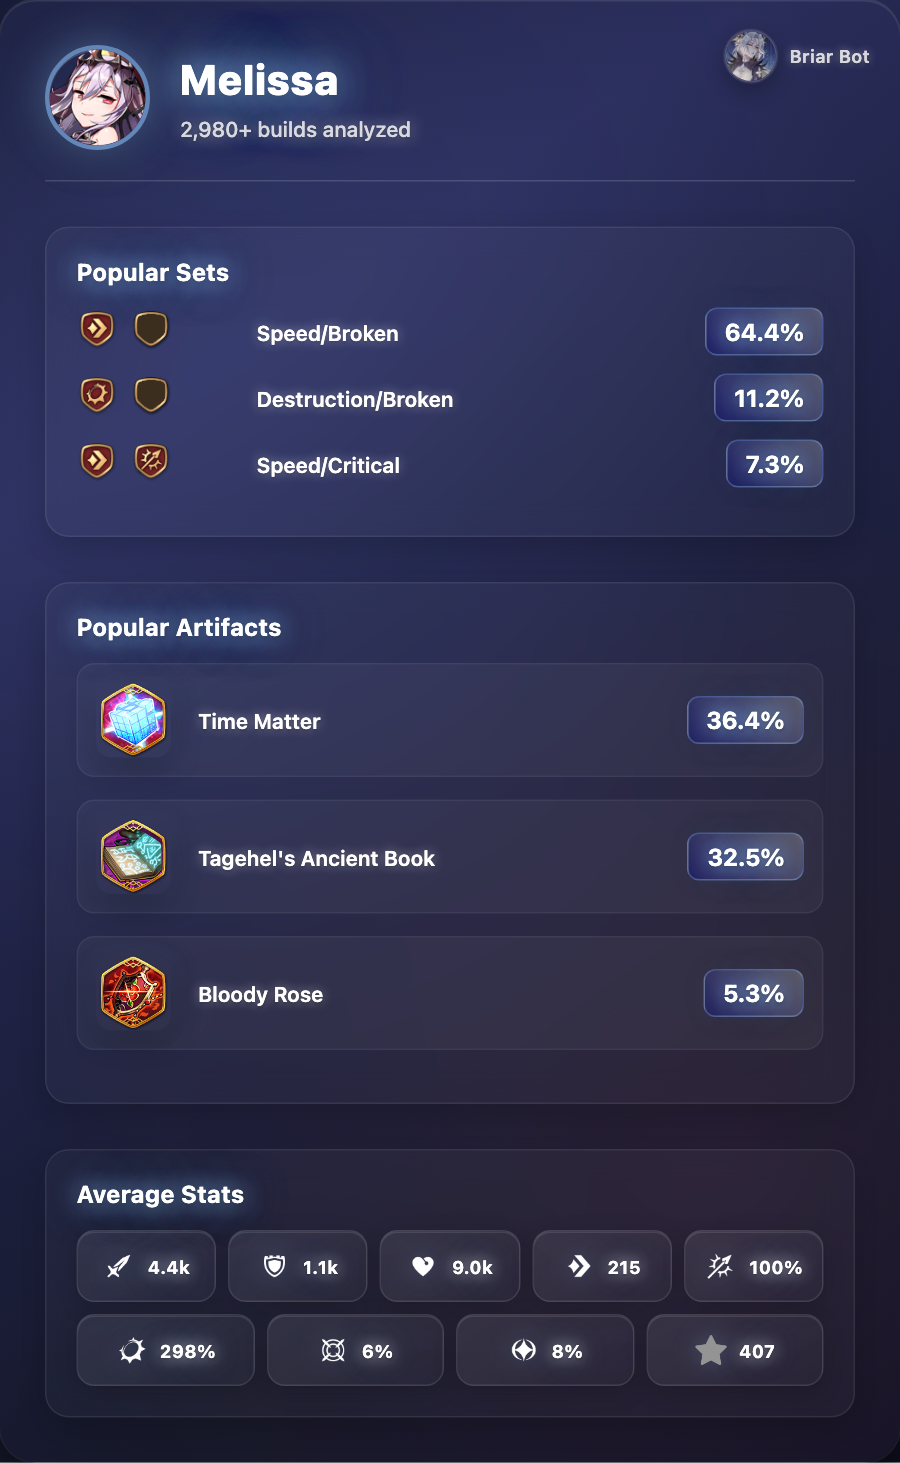 Melissa
2,980+ builds analyzed
Briar Bot
Popular Sets
Speed/Broken 64.4%
Destruction/Broken 11.2%
Speed/Critical 7.3%
Popular Artifacts
Time Matter 36.4%
Tagehel's Ancient Book 32.5%
Bloody Rose 5.3%
Average Stats
4.4k 1.1k 9.0k 215 100%
298% 6% 8% 407